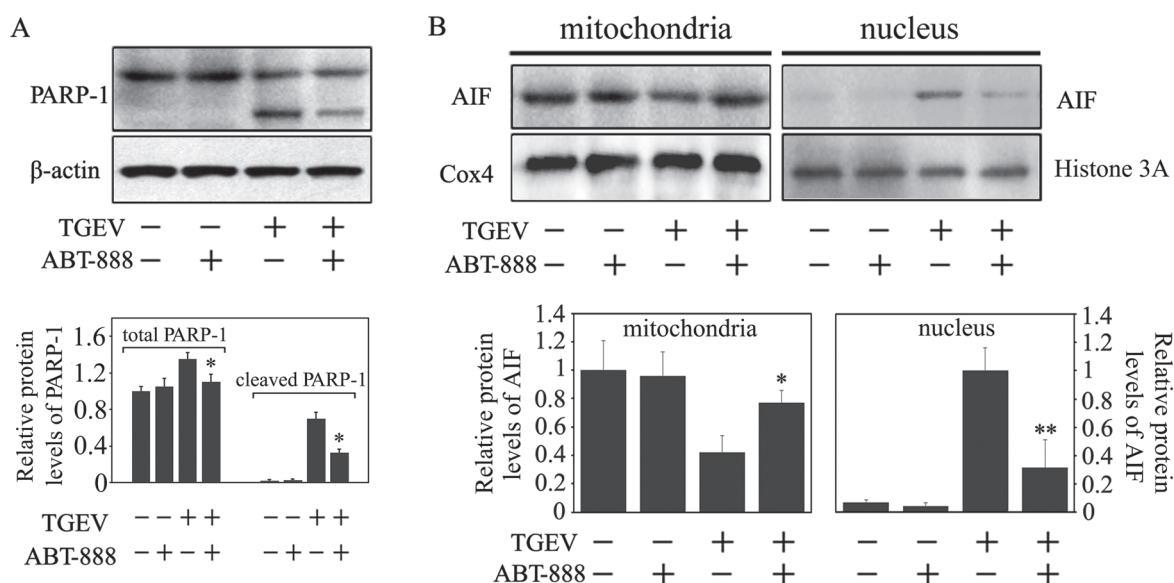 A
PARP-1
β-actin
TGEV − − + +
ABT-888 − + − +
Relative protein
levels of PARP-1
1.6
1.2
0.8
0.4
0
total PARP-1
*
cleaved PARP-1
*
TGEV − − + + − − + +
ABT-888 − + − + − + − +
B
mitochondria nucleus
AIF AIF
Cox4 Histone 3A
TGEV − − + + − − + +
ABT-888 − + − + − + − +
Relative protein
levels of AIF
1.4
1.2
1
0.8
0.6
0.4
0.2
0
mitochondria
*
nucleus
**
1.4
1.2
1
0.8
0.6
0.4
0.2
0
Relative protein
levels of AIF
TGEV − − + + − − + +
ABT-888 − + − + − + − +